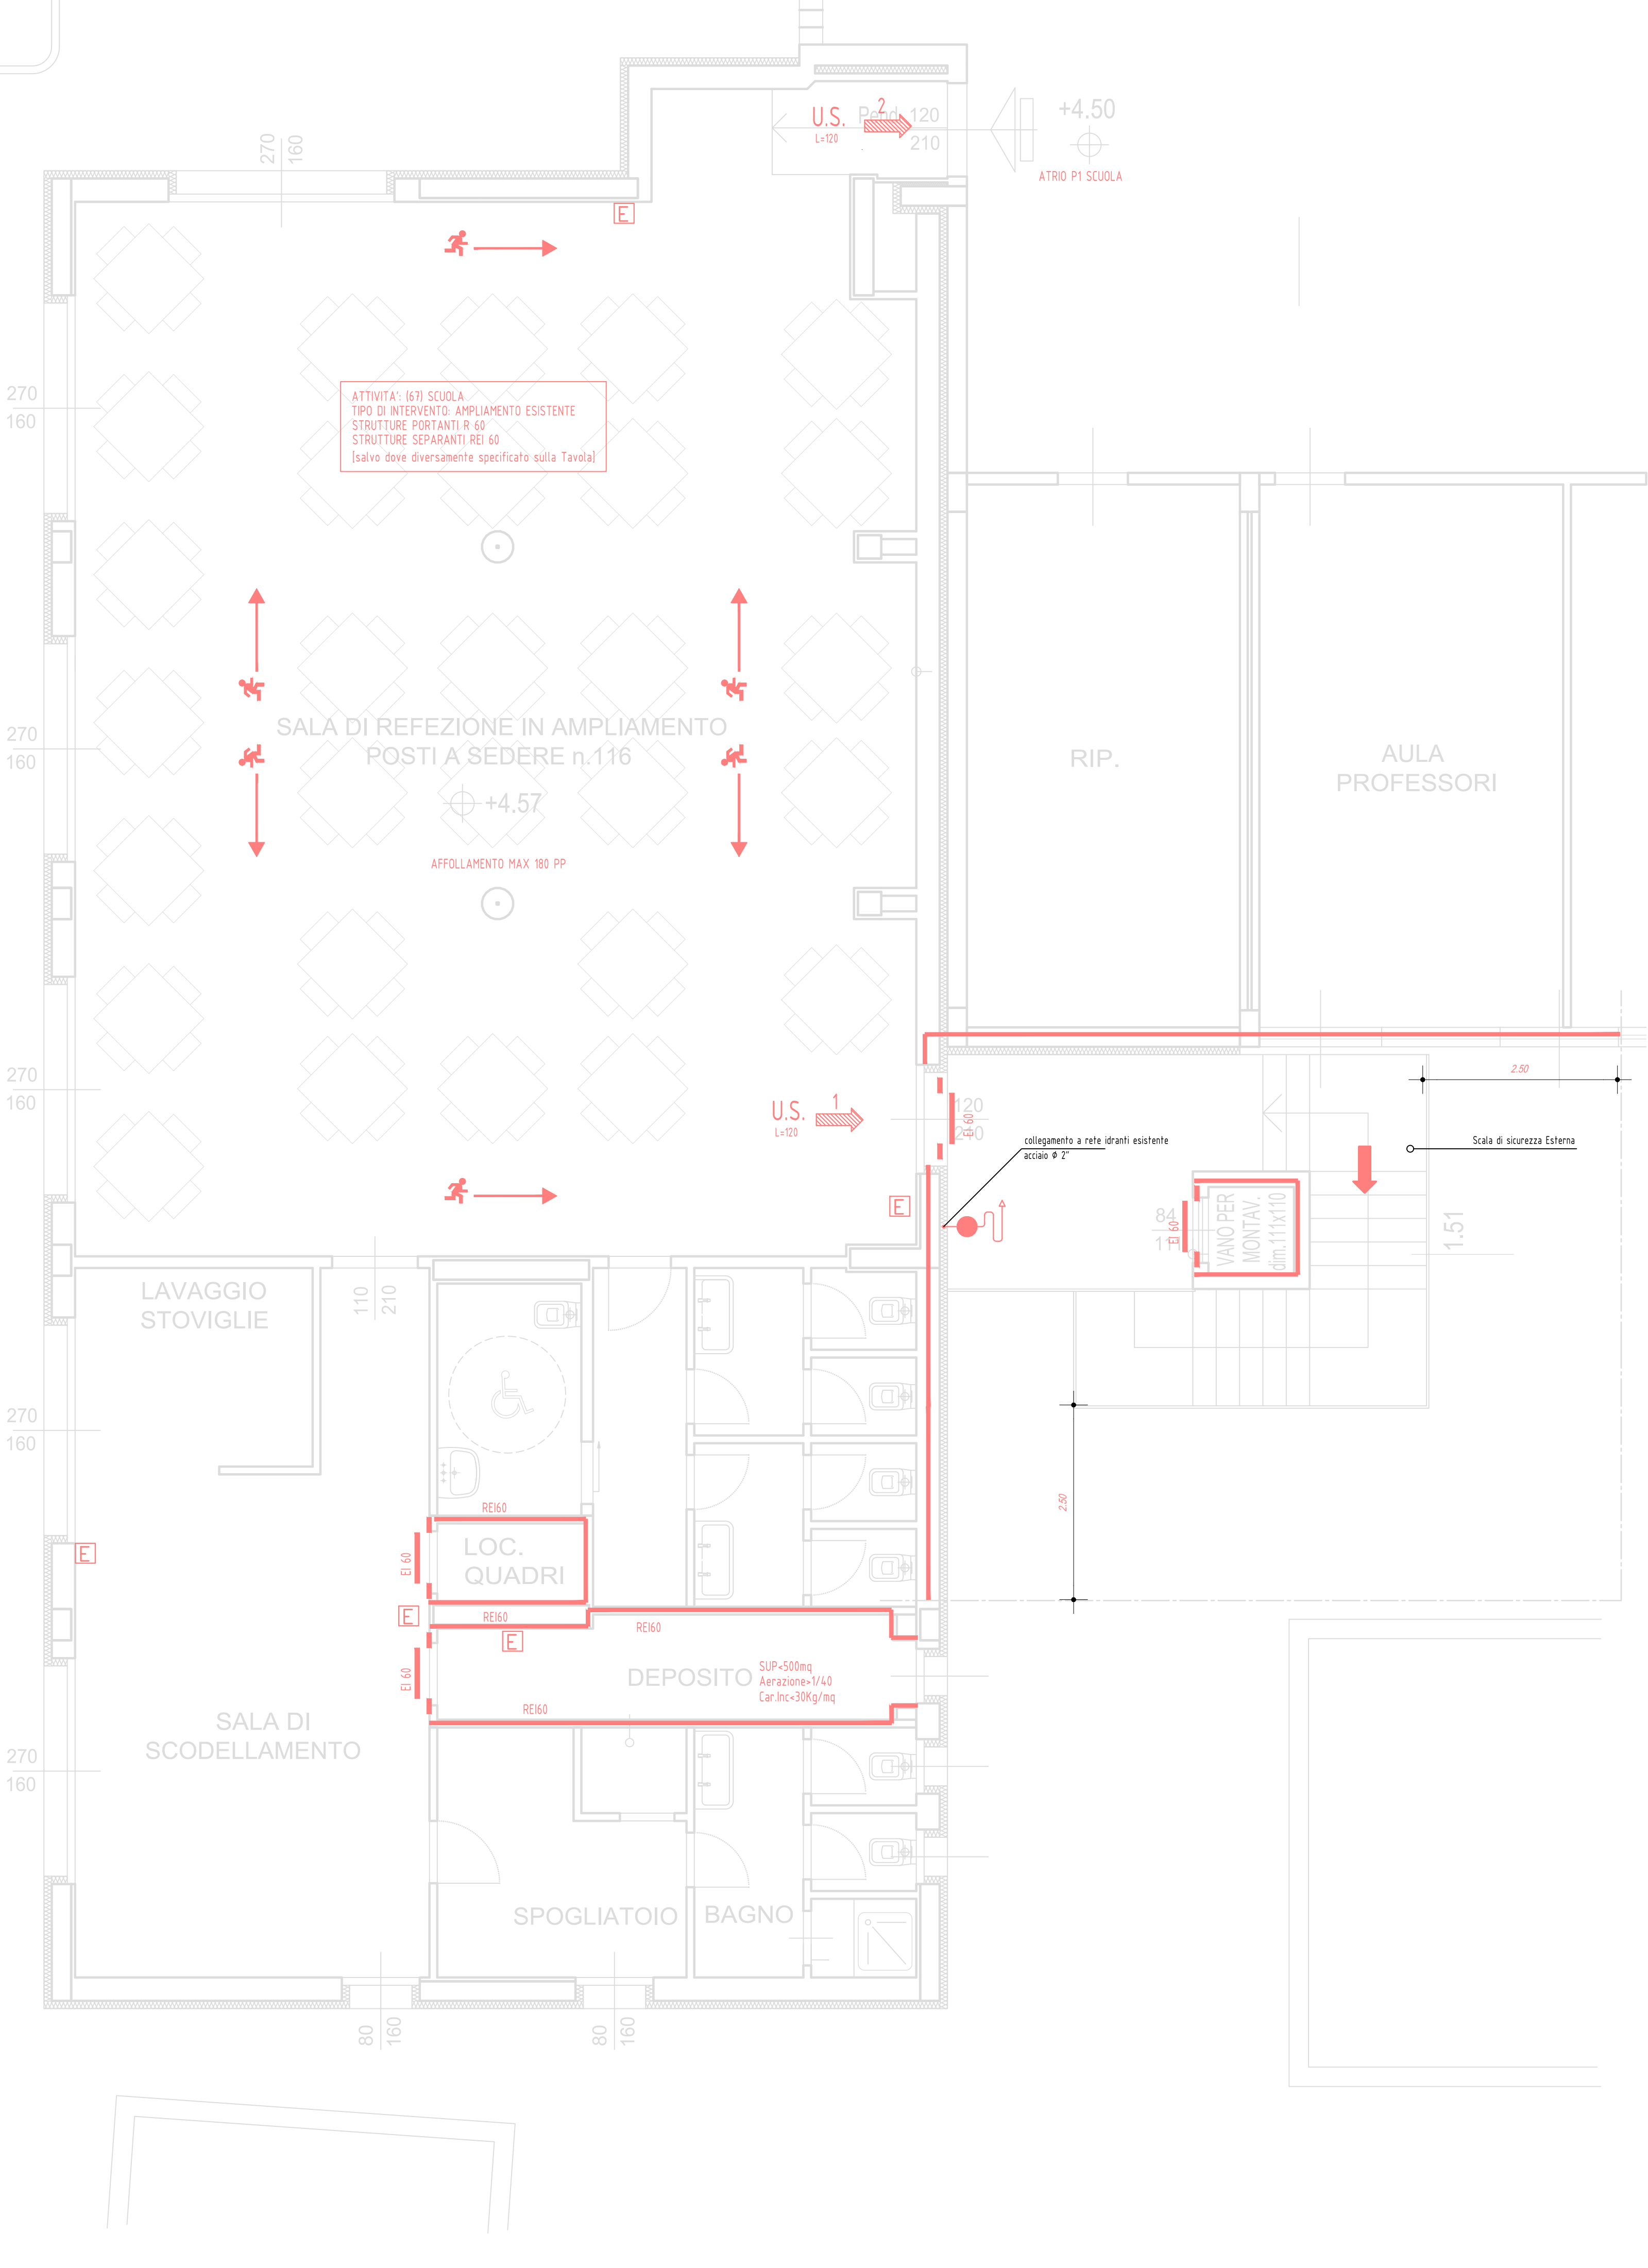 U.S. 2
L=120
Pend.
120
210
+4.50
ATRIO P1 SCUOLA
270
160
E
270
160
ATTIVITA': (67) SCUOLA
TIPO DI INTERVENTO: AMPLIAMENTO ESISTENTE
STRUTTURE PORTANTI R 60
STRUTTURE SEPARANTI REI 60
[salvo dove diversamente specificato sulla Tavola]
270
160
SALA DI REFEZIONE IN AMPLIAMENTO
POSTI A SEDERE n.116
+4.57
AFFOLLAMENTO MAX 180 PP
RIP.
AULA
PROFESSORI
270
160
U.S. 1
L=120
120
210
EI 60
2.50
collegamento a rete idranti esistente
acciaio Φ 2"
Scala di sicurezza Esterna
E
84
EI 60
VANO PER
MONTAV.
dim.111x110
1.51
LAVAGGIO
STOVIGLIE
110
210
270
160
2.50
REI60
E
EI 60
LOC.
QUADRI
E
REI60
REI60
E
EI 60
DEPOSITO
SUP<500mq
Aerazione>1/40
Car.Inc<30Kg/mq
REI60
SALA DI
SCODELLAMENTO
270
160
SPOGLIATOIO
BAGNO
80
160
80
160